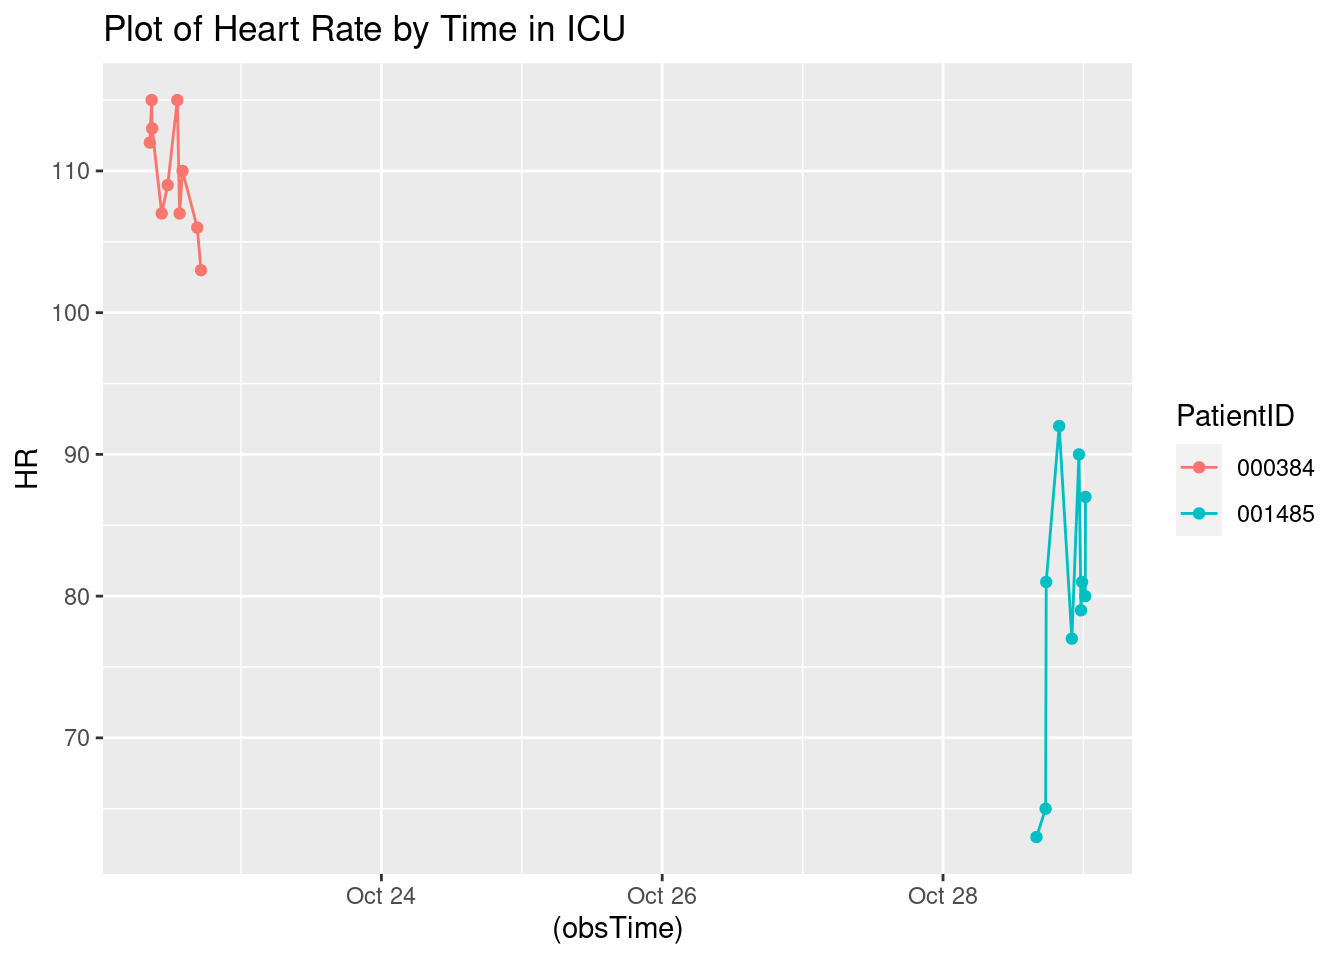 Plot of Heart Rate by Time in ICU
110
100
90
80
70
HR
Oct 24
Oct 26
Oct 28
(obsTime)
PatientID
000384
001485